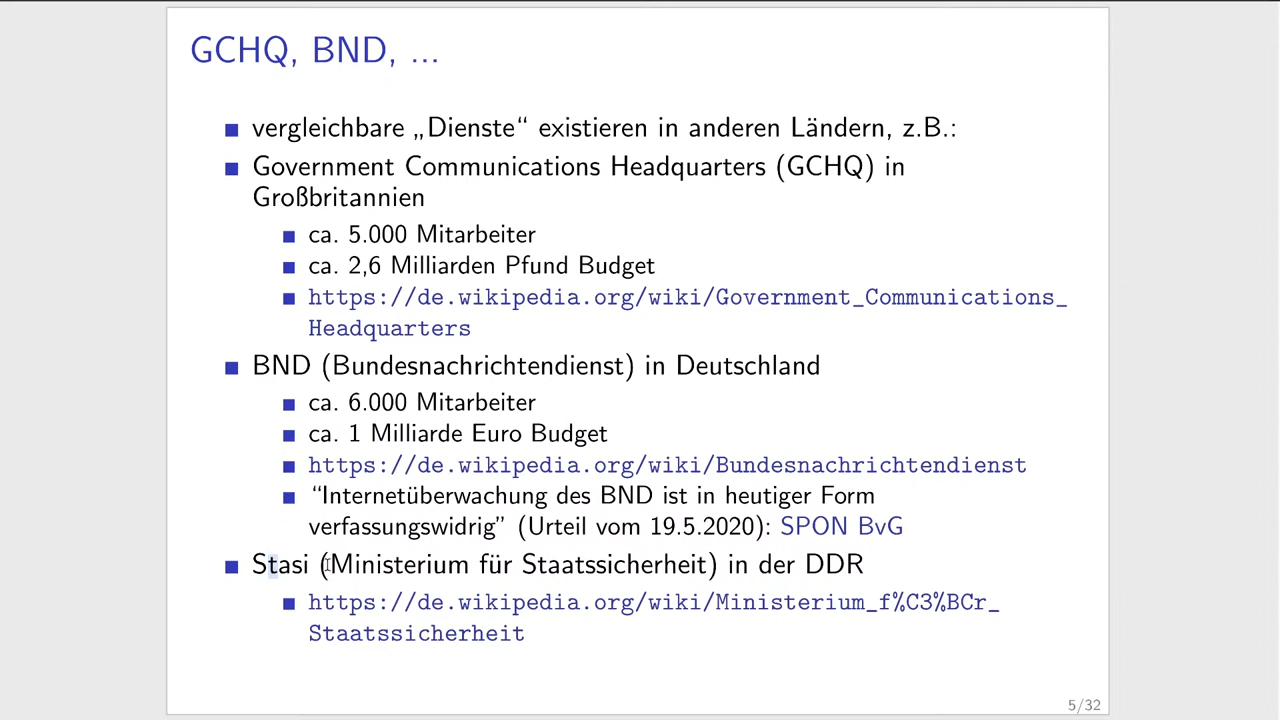 GCHQ, BND, ...
vergleichbare „Dienste“ existieren in anderen Ländern, z.B.:
Government Communications Headquarters (GCHQ) in
Großbritannien
ca. 5.000 Mitarbeiter
ca. 2,6 Milliarden Pfund Budget
https://de.wikipedia.org/wiki/Government_Communications_
Headquarters
BND (Bundesnachrichtendienst) in Deutschland
ca. 6.000 Mitarbeiter
ca. 1 Milliarde Euro Budget
https://de.wikipedia.org/wiki/Bundesnachrichtendienst
“Internetüberwachung des BND ist in heutiger Form
verfassungswidrig” (Urteil vom 19.5.2020): SPON BvG
Stasi (Ministerium für Staatssicherheit) in der DDR
https://de.wikipedia.org/wiki/Ministerium_f%C3%BCr_
Staatssicherheit
5/32